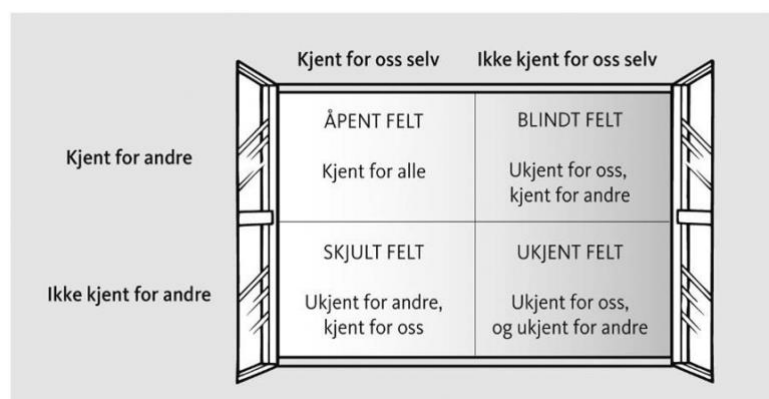 Kjent for oss selv
Ikke kjent for oss selv
Kjent for andre
ÅPENT FELT
Kjent for alle
BLINDT FELT
Ukjent for oss,
kjent for andre
Ikke kjent for andre
SKJULT FELT
Ukjent for andre,
kjent for oss
UKJENT FELT
Ukjent for oss,
og ukjent for andre